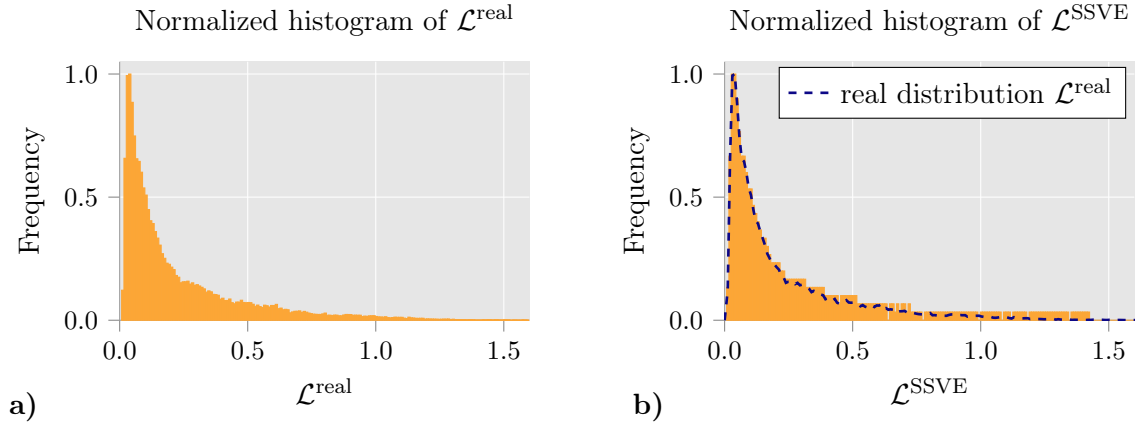 Normalized histogram of ℒ^real
1.0
0.5
0.0
Frequency
0.0 0.5 1.0 1.5
ℒ^real
a)
Normalized histogram of ℒ^SSVE
real distribution ℒ^real
1.0
0.5
0.0
Frequency
0.0 0.5 1.0 1.5
ℒ^SSVE
b)